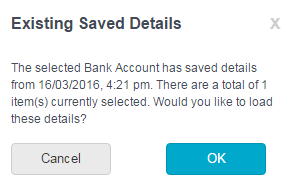 Existing Saved Details x
The selected Bank Account has saved details
from 16/03/2016, 4:21 pm. There are a total of 1
item(s) currently selected. Would you like to load
these details?
Cancel OK